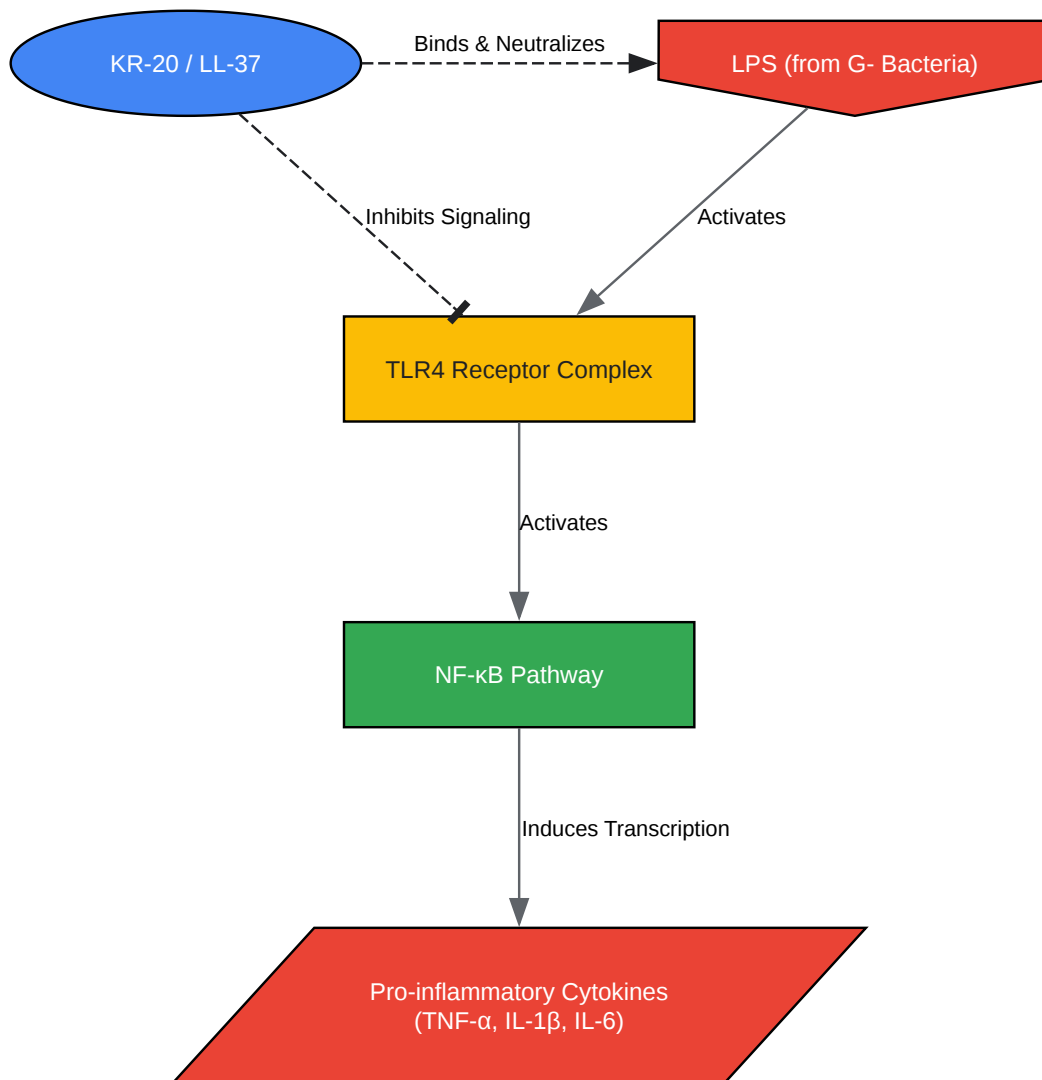 KR-20 / LL-37
Binds & Neutralizes
LPS (from G- Bacteria)
Inhibits Signaling
Activates
TLR4 Receptor Complex
Activates
NF-κB Pathway
Induces Transcription
Pro-inflammatory Cytokines
(TNF-α, IL-1β, IL-6)